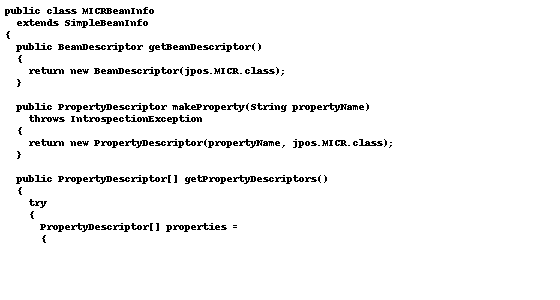 public class MICRBeanInfo
  extends SimpleBeanInfo
{
  public BeanDescriptor getBeanDescriptor()
  {
    return new BeanDescriptor(jpos.MICR.class);
  }

  public PropertyDescriptor makeProperty(String propertyName)
    throws IntrospectionException
  {
    return new PropertyDescriptor(propertyName, jpos.MICR.class);
  }

  public PropertyDescriptor[] getPropertyDescriptors()
  {
    try
    {
      PropertyDescriptor[] properties =
      {